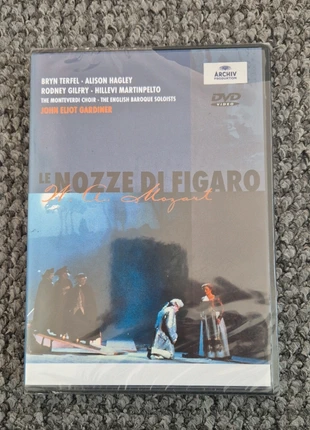 BRYN TERFEL · ALISON HAGLEY
RODNEY GILFRY · HILLEVI MARTINPELTO
THE MONTEVERDI CHOIR · THE ENGLISH BAROQUE SOLOISTS
JOHN ELIOT GARDINER
ARCHIV
PRODUKTION
DVD
VIDEO
LE NOZZE DI FIGARO
W A Mozart